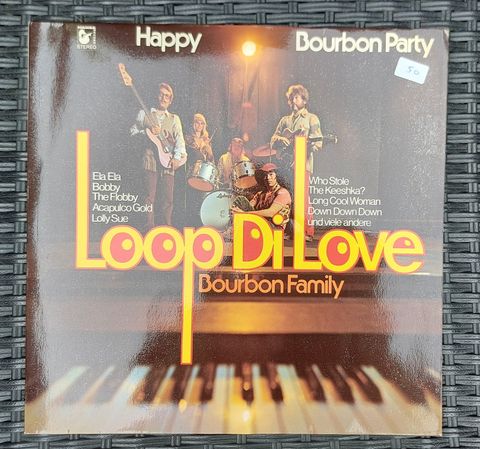 STEREO
Happy
Bourbon Party
50
Ela Ela
Bobby
The Flobby
Acapulco Gold
Lolly Sue
Who Stole
The Keeshka?
Long Cool Woman
Down Down Down
und viele andere
Loop Di Love
Bourbon Family